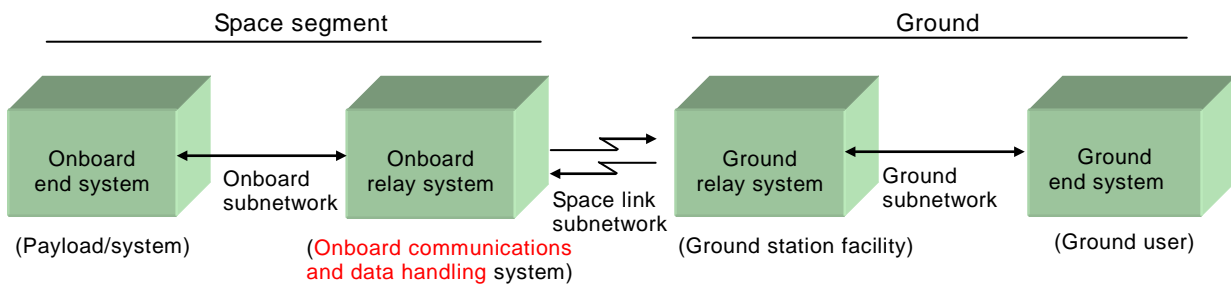 Space segment
Ground
Onboard
end system
Onboard
subnetwork
Onboard
relay system
Space link
subnetwork
Ground
relay system
Ground
subnetwork
Ground
end system
(Payload/system)
(Onboard communications
and data handling system)
(Ground station facility)
(Ground user)